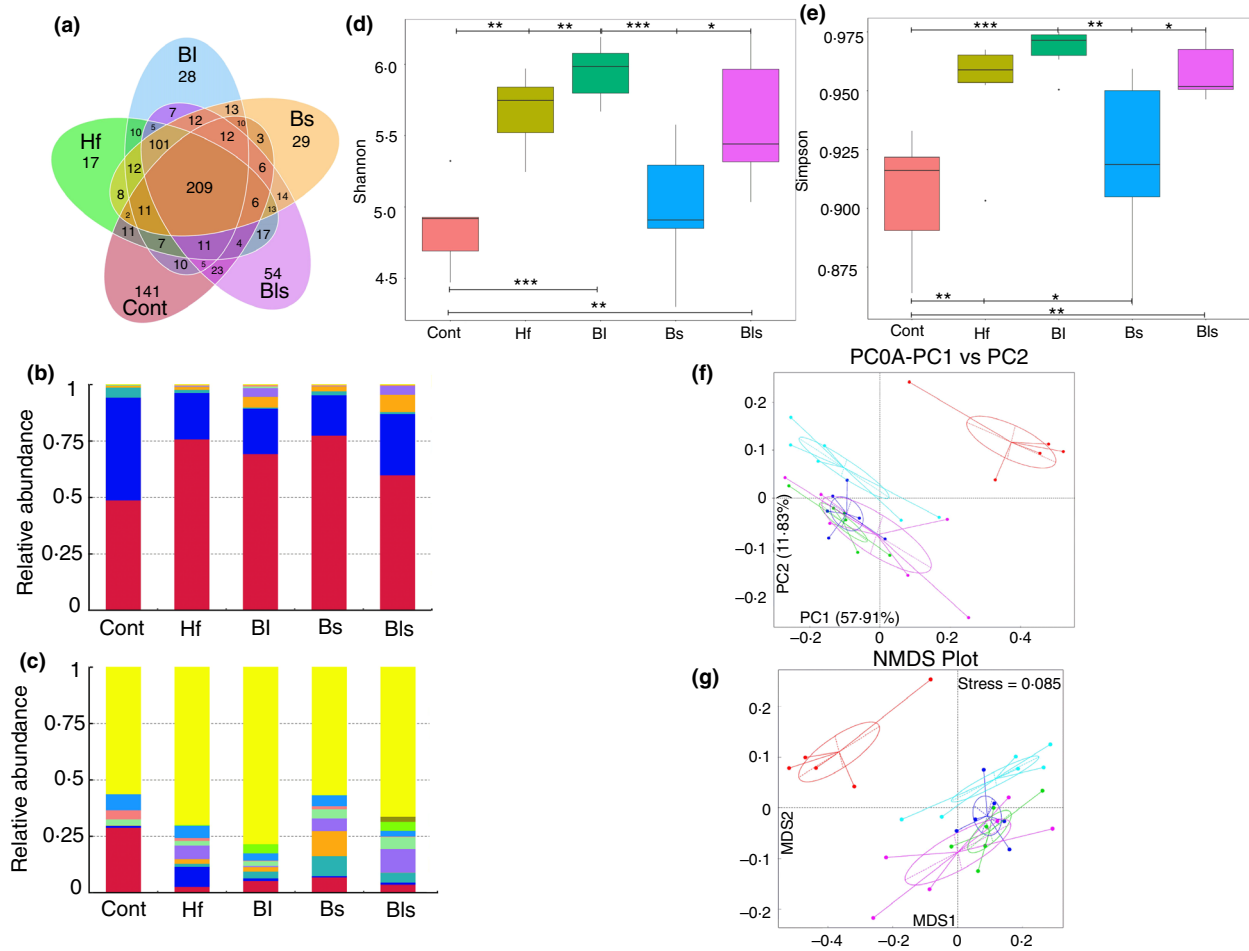 (a)
Bl
28
Bs
29
Hf
17
54
Bls
141
Cont
7
12
13
10
5
10
101
12
3
12
6
8
209
6
14
13
2
11
11
17
7
11
4
10
5
23
(d)
** ** *** *
Shannon
6·0
5·5
5·0
4·5
***
**
Cont Hf Bl Bs Bls
(e)
*** ** *
Simpson
0·975
0·950
0·925
0·900
0·875
** *
**
Cont Hf Bl Bs Bls
(b)
Relative abundance
1
0·75
0·5
0·25
0
Cont Hf Bl Bs Bls
(c)
Relative abundance
1
0·75
0·5
0·25
0
Cont Hf Bl Bs Bls
PC0A-PC1 vs PC2
(f)
PC2 (11·83%)
0·2
0·1
0
−0·1
−0·2
PC1 (57·91%)
−0·2 0 0·2 0·4
NMDS Plot
(g)
Stress = 0·085
MDS2
0·2
0·1
0
−0·1
−0·2
MDS1
−0·4 −0·2 0 0·2